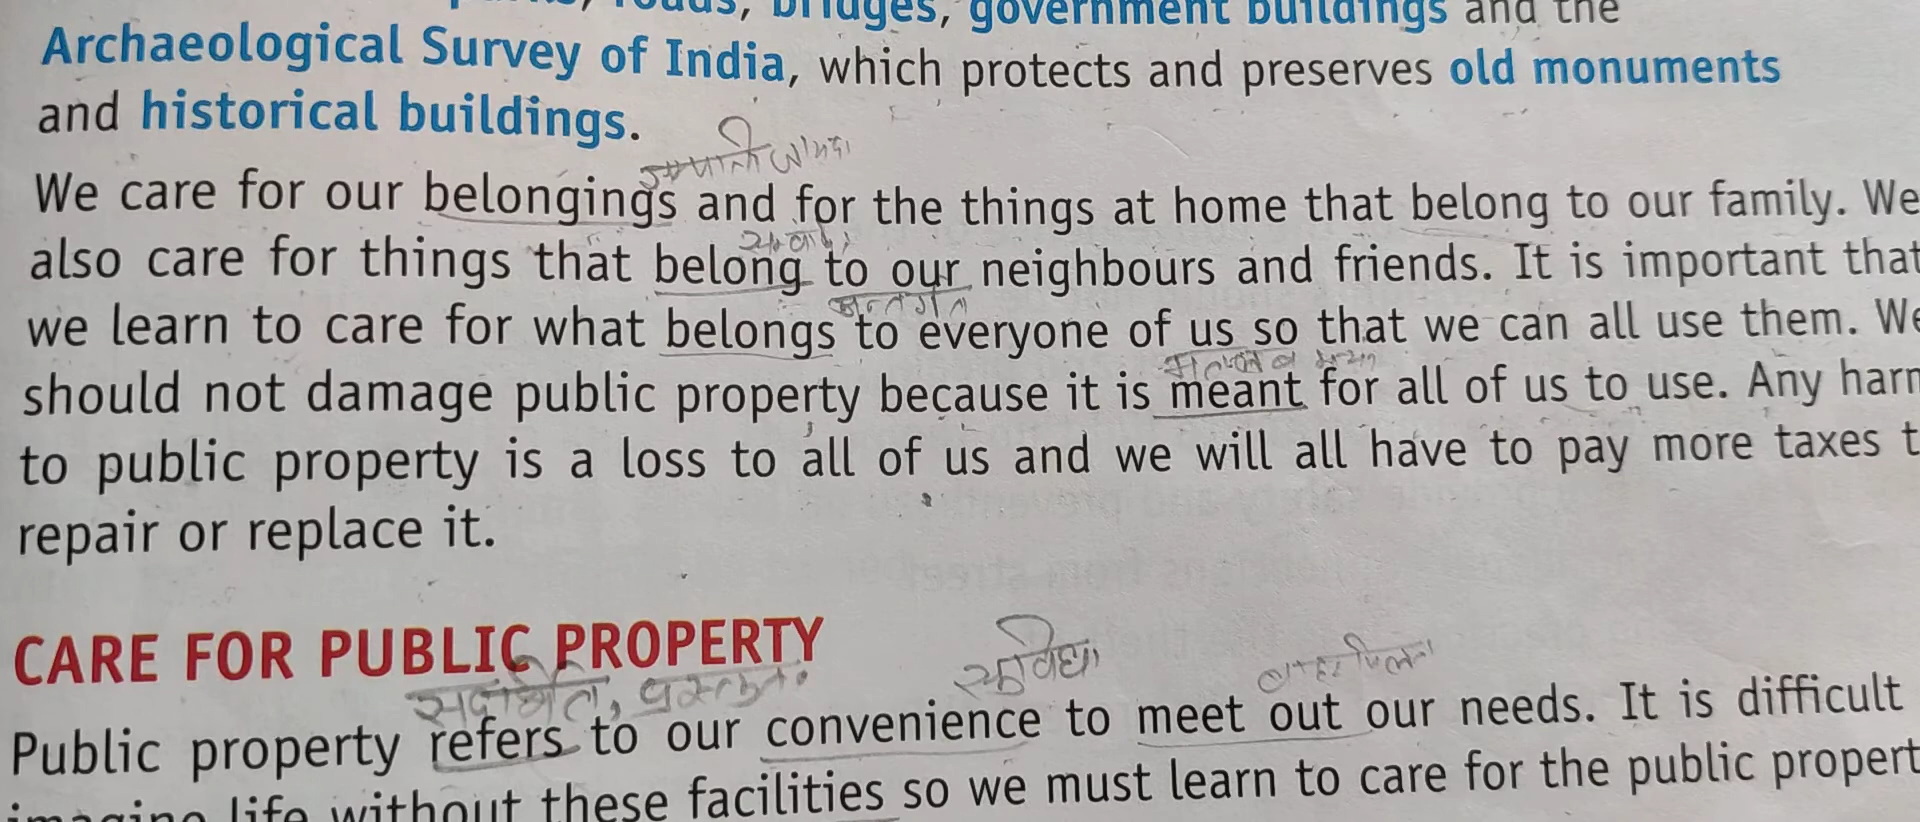 roads, bridges, government buildings and the
Archaeological Survey of India, which protects and preserves old monuments
and historical buildings.
We care for our belongings and for the things at home that belong to our family. We
also care for things that belong to our neighbours and friends. It is important that
we learn to care for what belongs to everyone of us so that we can all use them. We
should not damage public property because it is meant for all of us to use. Any
to public property is a loss to all of us and we will all have to pay more taxes
repair or replace it.
CARE FOR PUBLIC PROPERTY
सुविधा
Public property refers to our convenience to meet out our needs. It is difficult
imagine life without these facilities so we must learn to care for the public